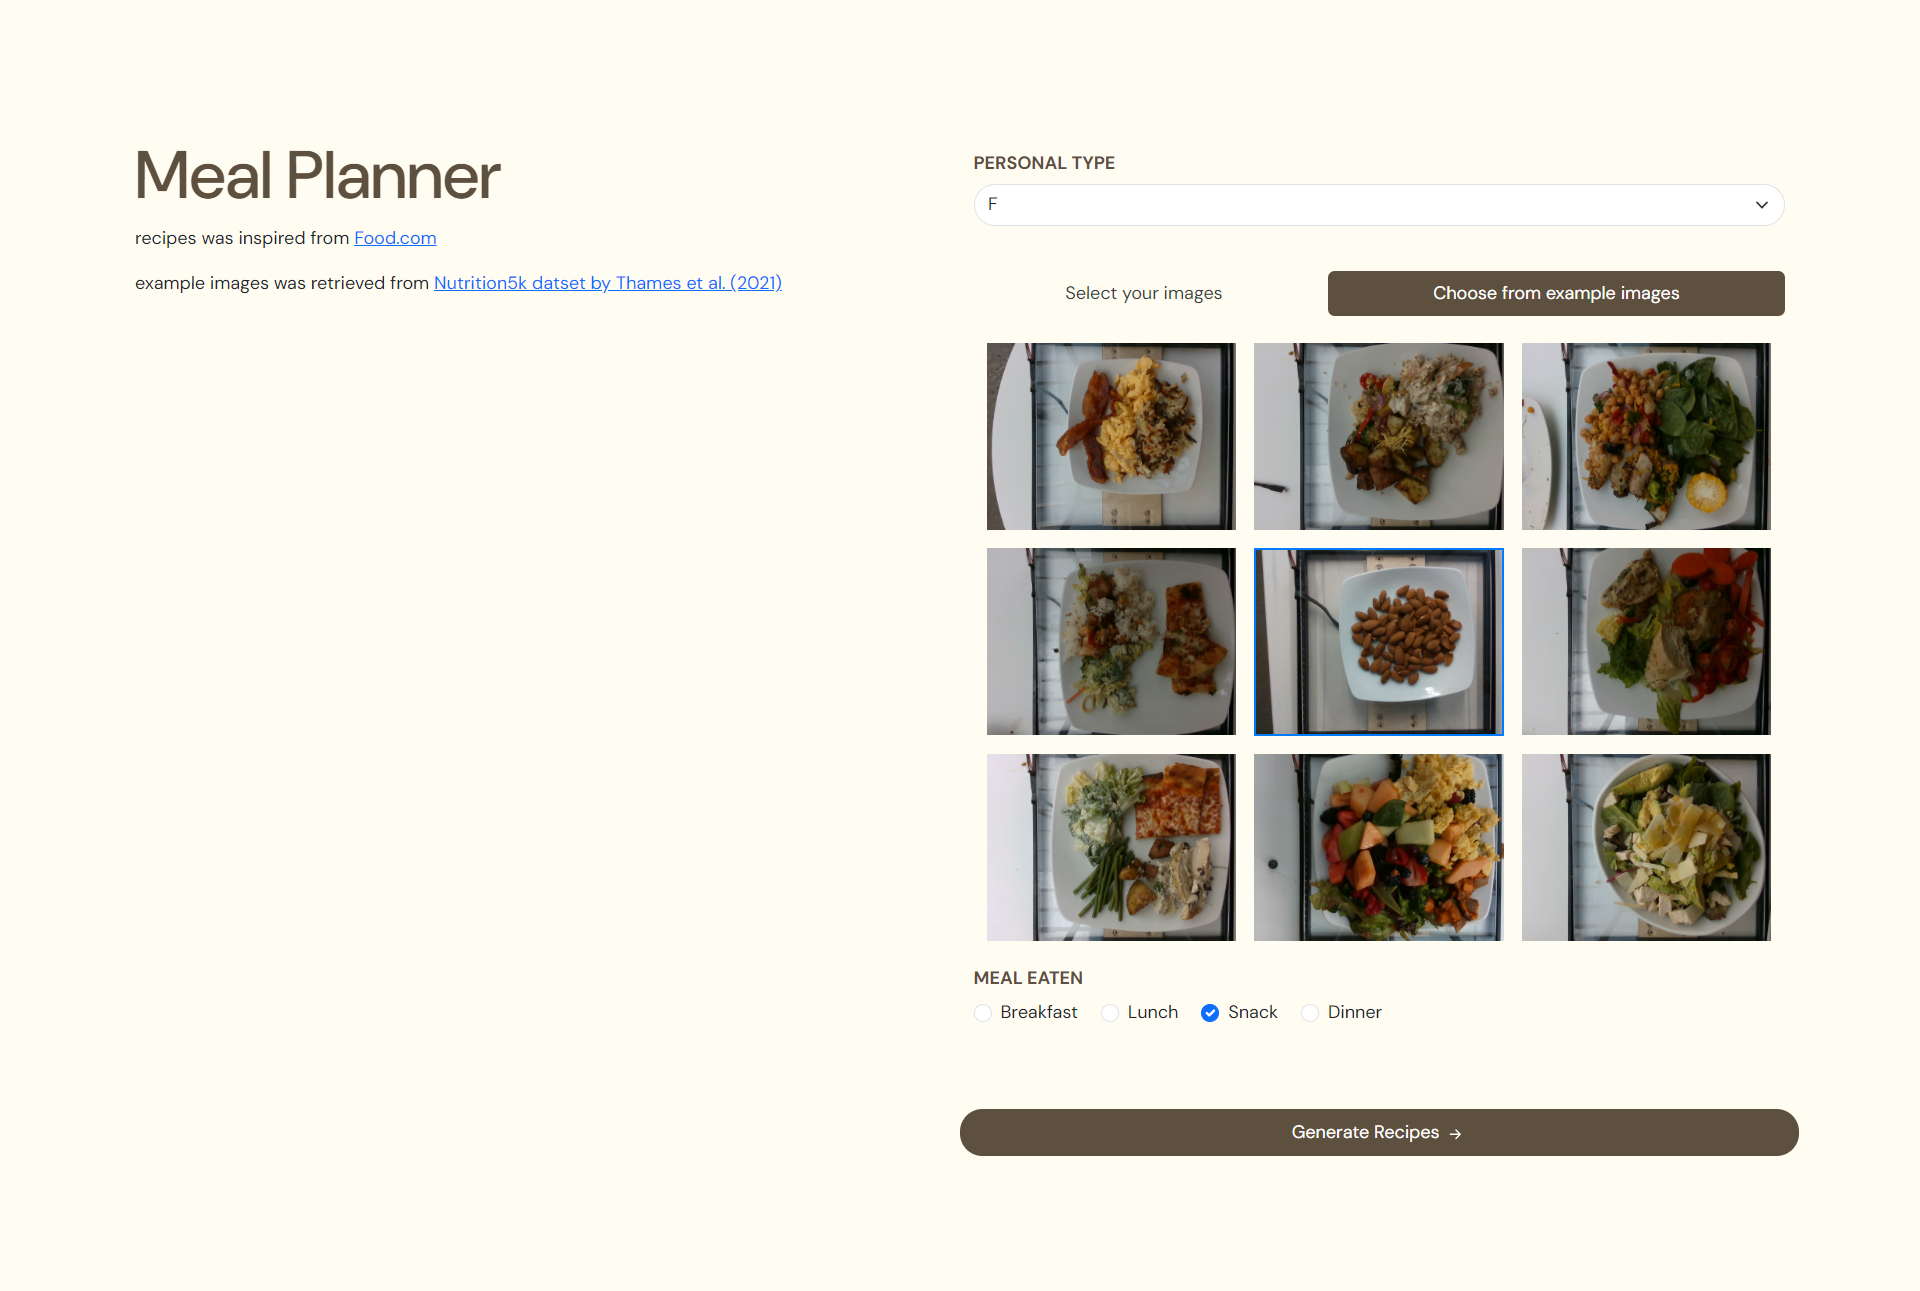 Meal Planner
recipes was inspired from Food.com
example images was retrieved from Nutrition5k datset by Thames et al. (2021)
PERSONAL TYPE
F
Select your images
Choose from example images
MEAL EATEN
Breakfast Lunch Snack Dinner
Generate Recipes →